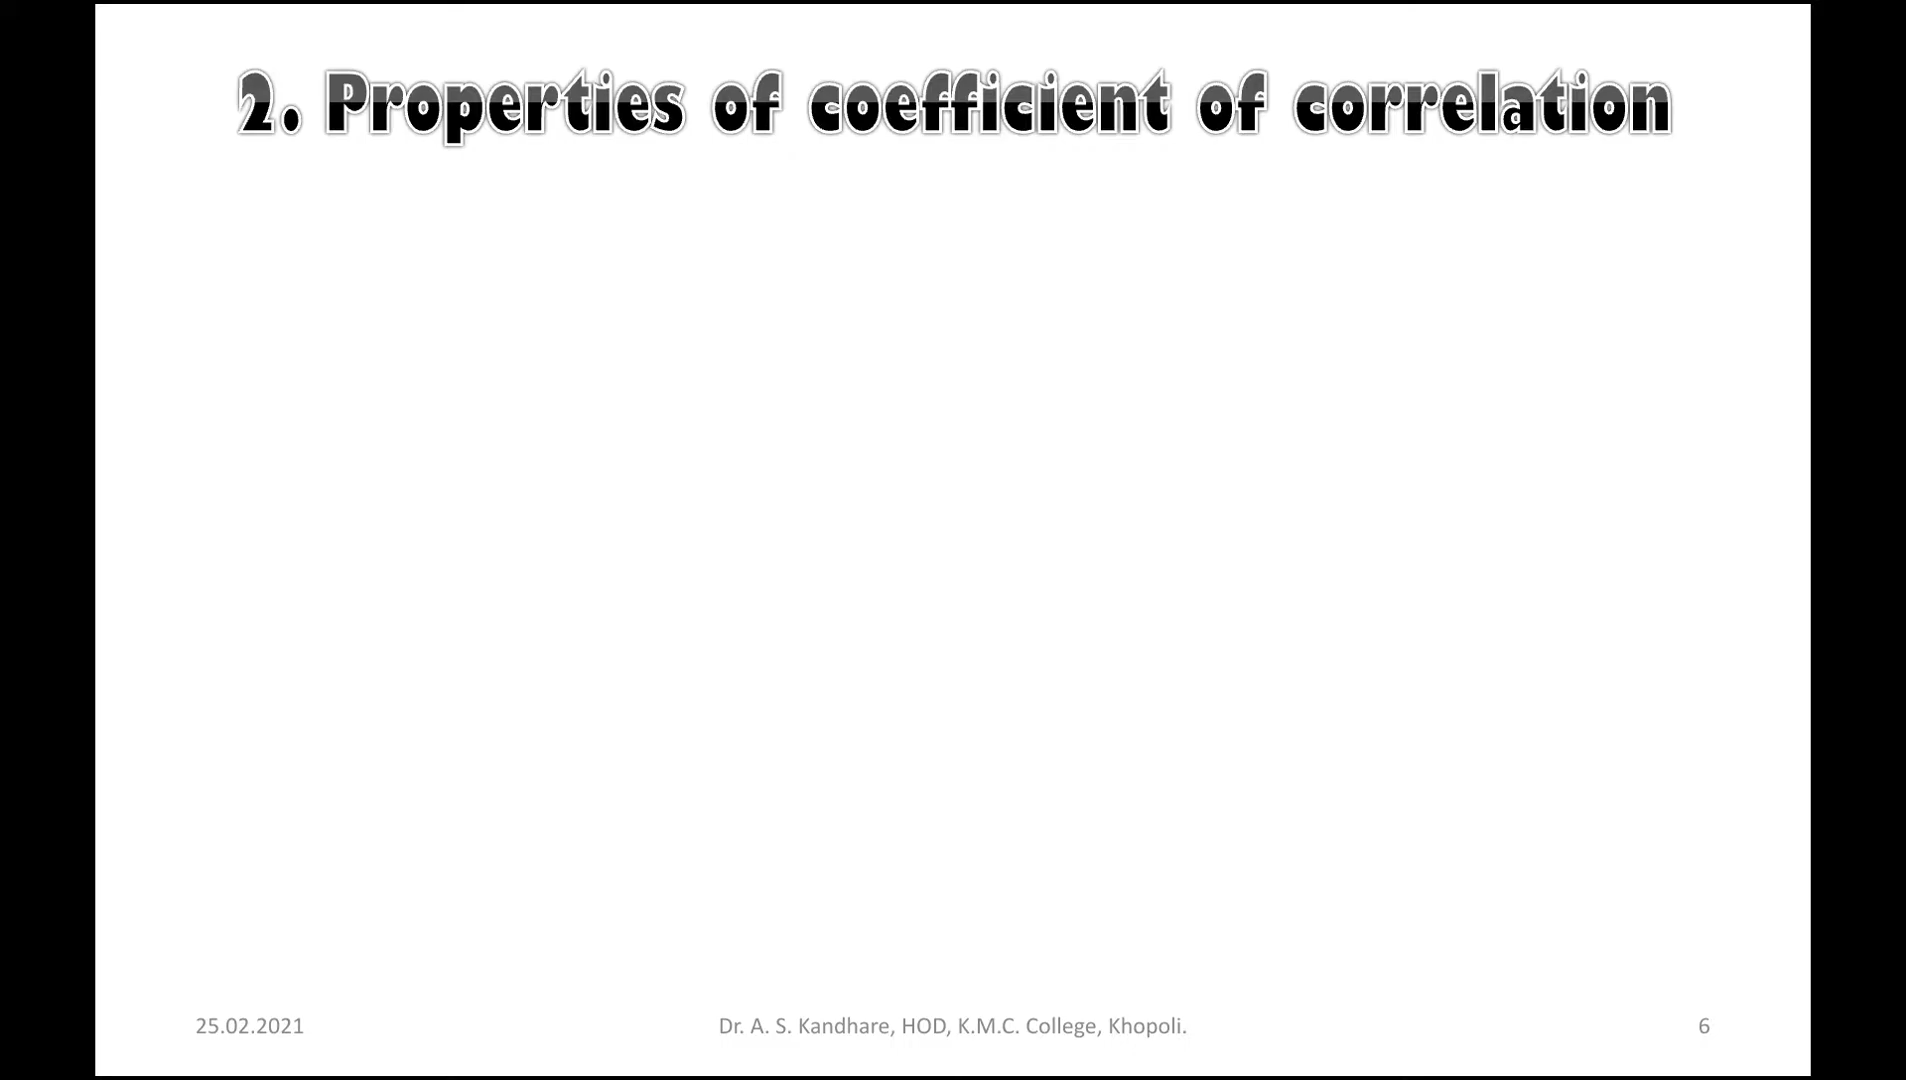 2. Properties of coefficient of correlation
25.02.2021
Dr. A. S. Kandhare, HOD, K.M.C. College, Khopoli.
6